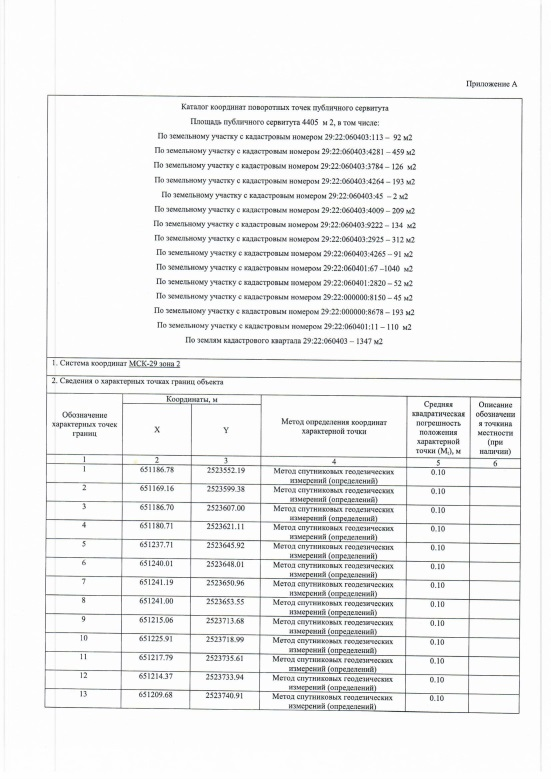 Приложение А
Каталог координат поворотных точек публичного сервитута
Площадь публичного сервитута 4405 м 2, в том числе:
По земельному участку с кадастровым номером 29:22:060403:113 – 92 м2
По земельному участку с кадастровым номером 29:22:060403:4281 – 459 м2
По земельному участку с кадастровым номером 29:22:060403:3784 – 126 м2
По земельному участку с кадастровым номером 29:22:060403:4264 – 193 м2
По земельному участку с кадастровым номером 29:22:060403:45 – 2 м2
По земельному участку с кадастровым номером 29:22:060403:4009 – 209 м2
По земельному участку с кадастровым номером 29:22:060403:9222 – 134 м2
По земельному участку с кадастровым номером 29:22:060403:2925 – 312 м2
По земельному участку с кадастровым номером 29:22:060403:4265 – 91 м2
По земельному участку с кадастровым номером 29:22:060401:67 –1040 м2
По земельному участку с кадастровым номером 29:22:060401:2820 – 52 м2
По земельному участку с кадастровым номером 29:22:000000:8150 – 45 м2
По земельному участку с кадастровым номером 29:22:000000:8678 – 193 м2
По земельному участку с кадастровым номером 29:22:060401:11 – 110 м2
По землям кадастрового квартала 29:22:060403 – 1347 м2
1. Система координат МСК-29 зона 2
2. Сведения о характерных точках границ объекта
Обозначение
характерных точек
границ
Координаты, м
X
Y
Метод определения координат
характерной точки
Средняя
квадратическая
погрешность
положения
характерной
точки (Mt), м
Описание
обозначени
я точкина
местности
(при
наличии)
1 2 3 4 5 6
1 651186.78 2523552.19 Метод спутниковых геодезических 0.10
измерений (определений)
2 651169.16 2523599.38 Метод спутниковых геодезических 0.10
измерений (определений)
3 651186.70 2523607.00 Метод спутниковых геодезических 0.10
измерений (определений)
4 651180.71 2523621.11 Метод спутниковых геодезических 0.10
измерений (определений)
5 651237.71 2523645.92 Метод спутниковых геодезических 0.10
измерений (определений)
6 651240.01 2523648.01 Метод спутниковых геодезических 0.10
измерений (определений)
7 651241.19 2523650.96 Метод спутниковых геодезических 0.10
измерений (определений)
8 651241.00 2523653.55 Метод спутниковых геодезических 0.10
измерений (определений)
9 651215.06 2523713.68 Метод спутниковых геодезических 0.10
измерений (определений)
10 651225.91 2523718.99 Метод спутниковых геодезических 0.10
измерений (определений)
11 651217.79 2523735.61 Метод спутниковых геодезических 0.10
измерений (определений)
12 651214.37 2523733.94 Метод спутниковых геодезических 0.10
измерений (определений)
13 651209.68 2523740.91 Метод спутниковых геодезических 0.10
измерений (определений)